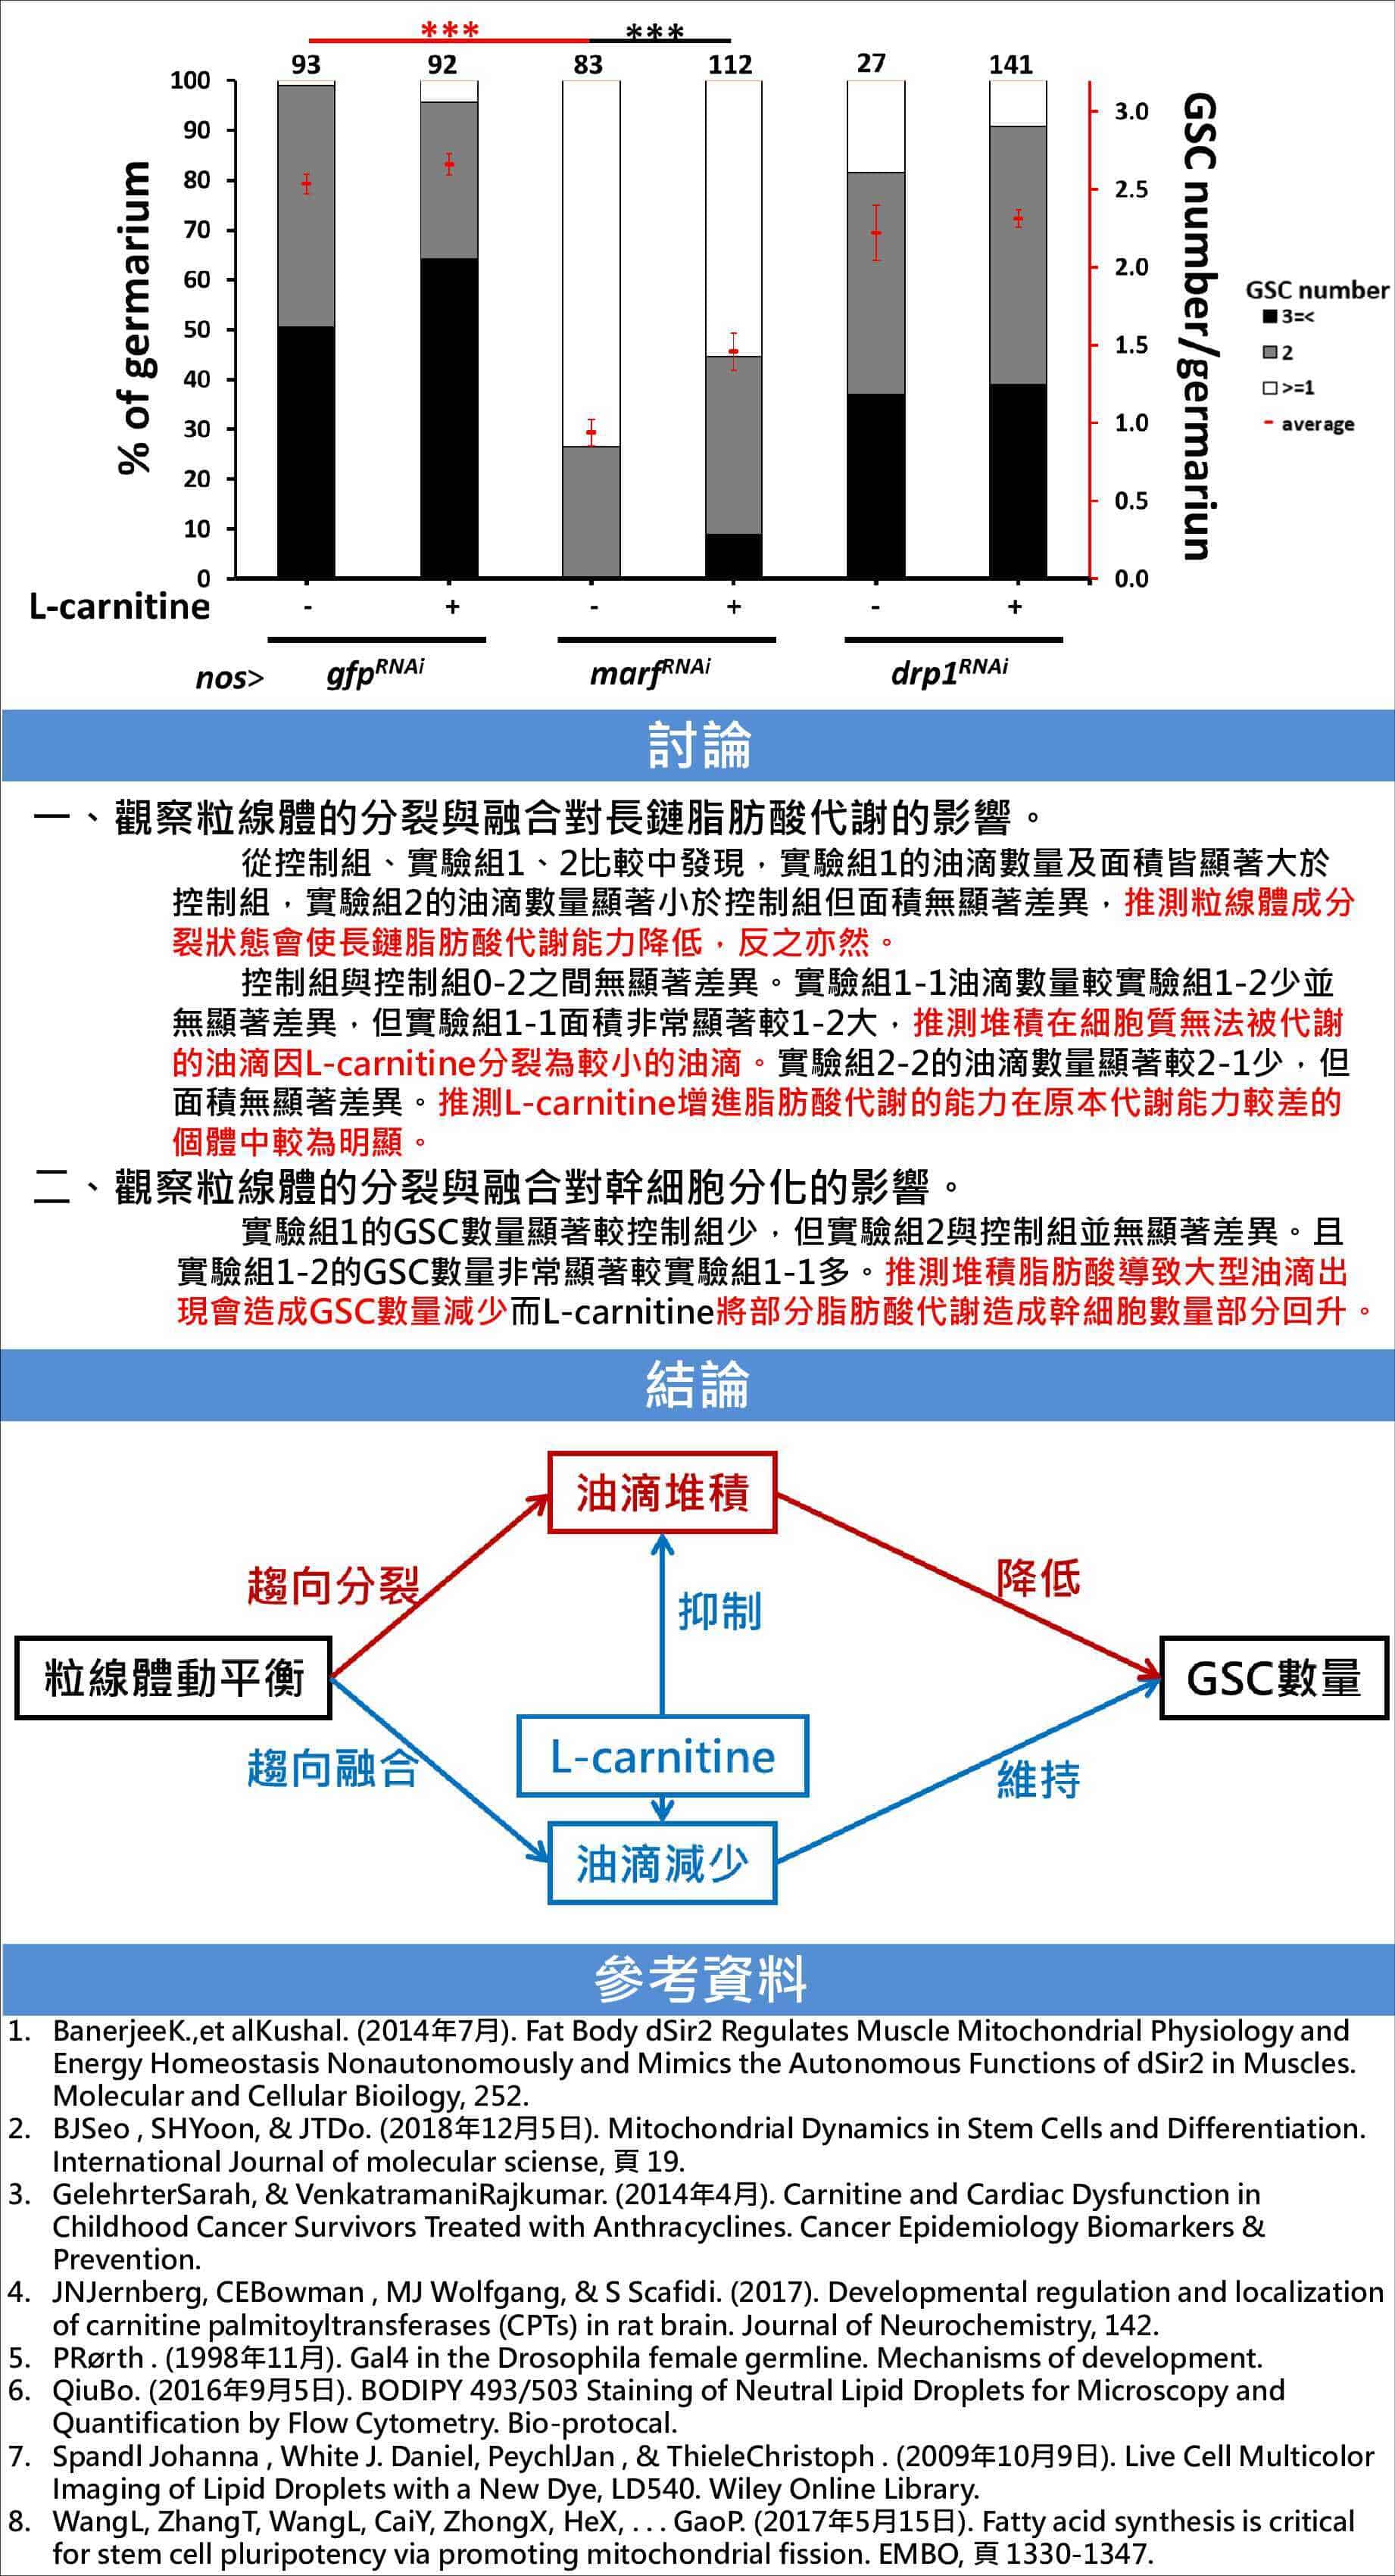 *** ***
93 92 83 112 27 141
100
90
80
70
60
50
40
30
20
10
0
% of germarium
3.0
2.5
2.0
1.5
1.0
0.5
0.0
GSC number/germariun
GSC number
3=<
2
>=1
average
L-carnitine - + - + - +
nos> gfpRNAi marfRNAi drp1RNAi
討論
一、觀察粒線體的分裂與融合對長鏈脂肪酸代謝的影響。
從控制組、實驗組1、2比較中發現，實驗組1的油滴數量及面積皆顯著大於
控制組，實驗組2的油滴數量顯著小於控制組但面積無顯著差異，推測粒線體成分
裂狀態會使長鏈脂肪酸代謝能力降低，反之亦然。
控制組與控制組0-2之間無顯著差異。實驗組1-1油滴數量較實驗組1-2少並
無顯著差異，但實驗組1-1面積非常顯著較1-2大，推測堆積在細胞質無法被代謝
的油滴因L-carnitine分裂為較小的油滴。實驗組2-2的油滴數量顯著較2-1少，但
面積無顯著差異。推測L-carnitine增進脂肪酸代謝的能力在原本代謝能力較差的
個體中較為明顯。
二、觀察粒線體的分裂與融合對幹細胞分化的影響。
實驗組1的GSC數量顯著較控制組少，但實驗組2與控制組並無顯著差異。且
實驗組1-2的GSC數量非常顯著較實驗組1-1多。推測堆積脂肪酸導致大型油滴出
現會造成GSC數量減少而L-carnitine將部分脂肪酸代謝造成幹細胞數量部分回升。
結論
油滴堆積
趨向分裂
降低
抑制
粒線體動平衡
GSC數量
L-carnitine
趨向融合
維持
油滴減少
參考資料
1. BanerjeeK.,et alKushal. (2014年7月). Fat Body dSir2 Regulates Muscle Mitochondrial Physiology and
Energy Homeostasis Nonautonomously and Mimics the Autonomous Functions of dSir2 in Muscles.
Molecular and Cellular Bioilogy, 252.
2. BJSeo , SHYoon, & JTDo. (2018年12月5日). Mitochondrial Dynamics in Stem Cells and Differentiation.
International Journal of molecular sciense, 頁 19.
3. GelehrterSarah, & VenkatramaniRajkumar. (2014年4月). Carnitine and Cardiac Dysfunction in
Childhood Cancer Survivors Treated with Anthracyclines. Cancer Epidemiology Biomarkers &
Prevention.
4. JNJernberg, CEBowman , MJ Wolfgang, & S Scafidi. (2017). Developmental regulation and localization
of carnitine palmitoyltransferases (CPTs) in rat brain. Journal of Neurochemistry, 142.
5. PRørth . (1998年11月). Gal4 in the Drosophila female germline. Mechanisms of development.
6. QiuBo. (2016年9月5日). BODIPY 493/503 Staining of Neutral Lipid Droplets for Microscopy and
Quantification by Flow Cytometry. Bio-protocal.
7. Spandl Johanna , White J. Daniel, PeychlJan , & ThieleChristoph . (2009年10月9日). Live Cell Multicolor
Imaging of Lipid Droplets with a New Dye, LD540. Wiley Online Library.
8. WangL, ZhangT, WangL, CaiY, ZhongX, HeX, . . . GaoP. (2017年5月15日). Fatty acid synthesis is critical
for stem cell pluripotency via promoting mitochondrial fission. EMBO, 頁 1330-1347.